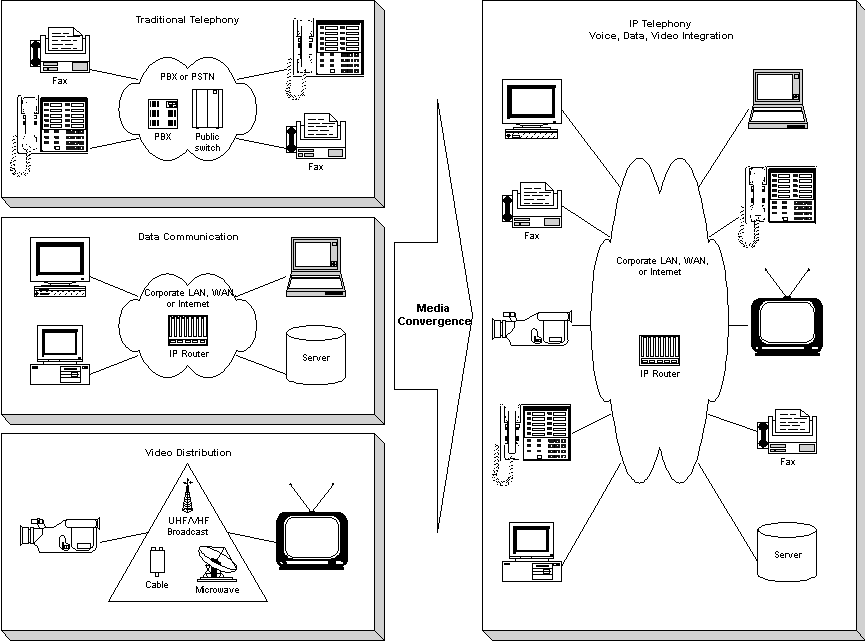 Traditional Telephony
Fax
PBX or PSTN
PBX
Public
switch
Fax
Data Communication
Corporate LAN, WAN,
or Internet
IP Router
Server
Video Distribution
UHF/VHF
Broadcast
Cable
Microwave
Media
Convergence
IP Telephony
Voice, Data, Video Integration
Fax
Corporate LAN, WAN,
or Internet
IP Router
Fax
Server